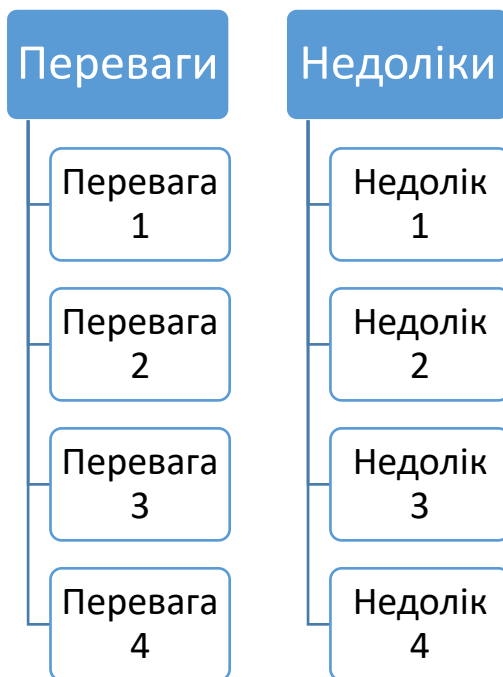 Переваги
Перевага
1
Перевага
2
Перевага
3
Перевага
4
Недоліки
Недолік
1
Недолік
2
Недолік
3
Недолік
4